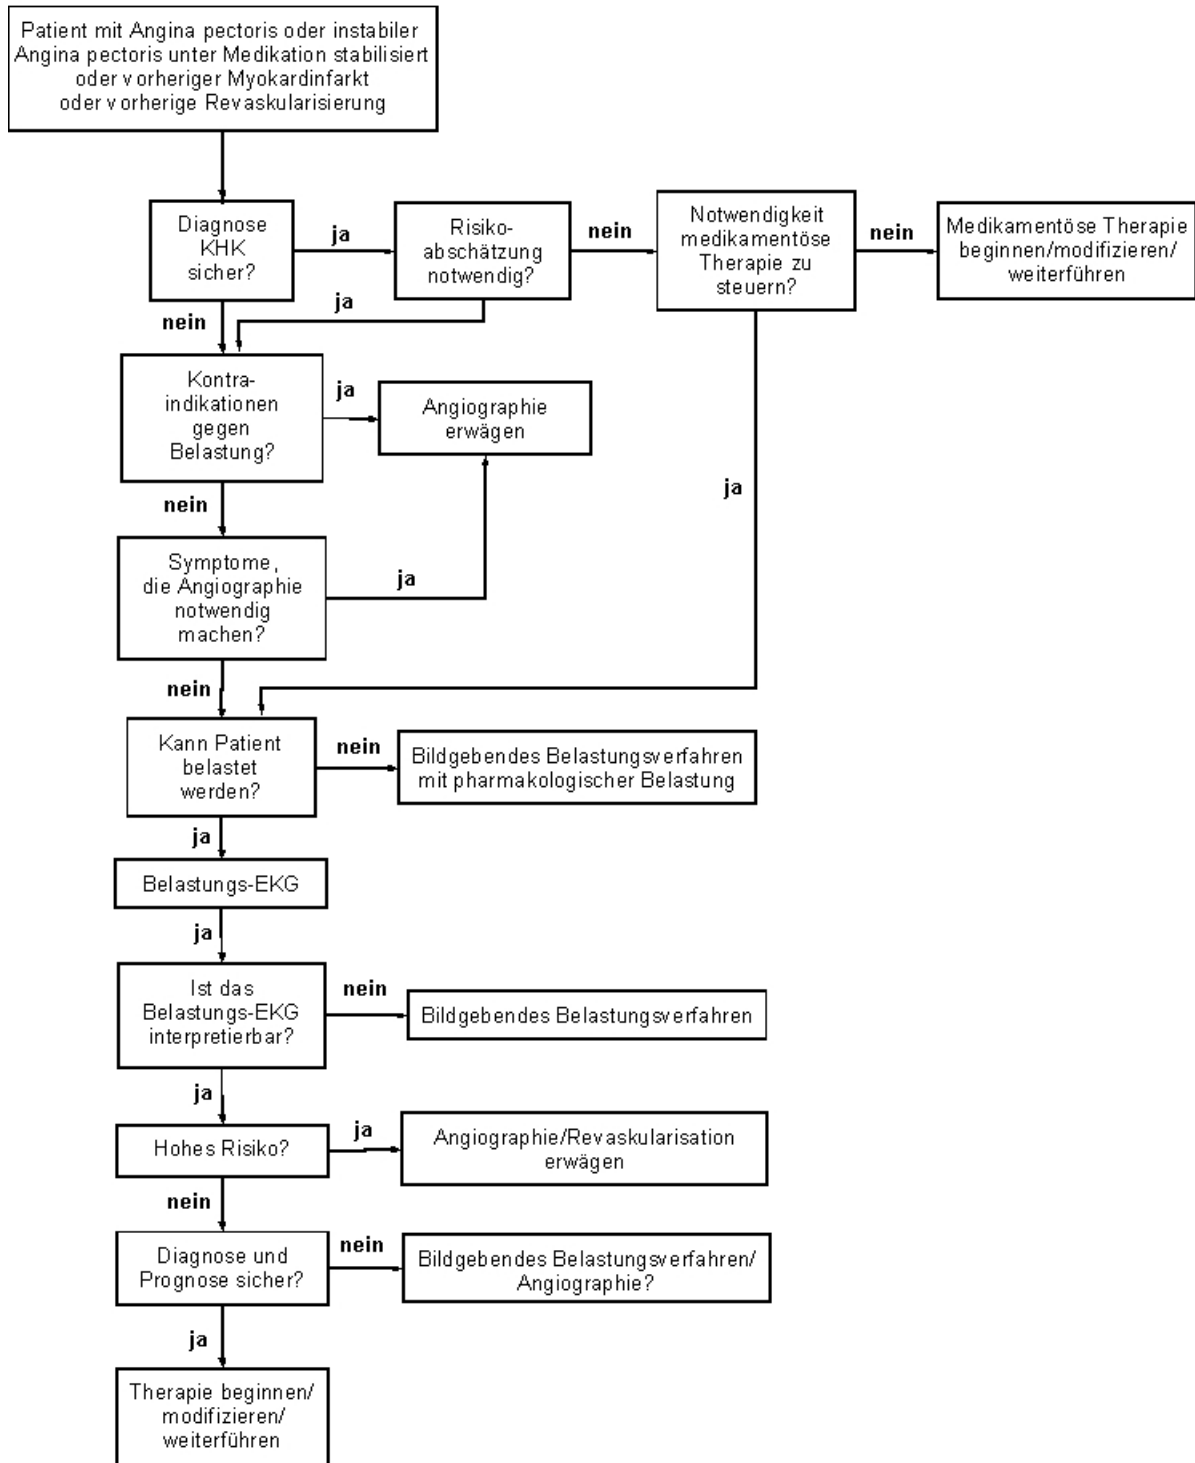 Patient mit Angina pectoris oder instabiler
Angina pectoris unter Medikation stabilisiert
oder vorheriger Myokardinfarkt
oder vorherige Revaskularisierung
Diagnose
KHK
sicher?
ja
Risiko-
abschätzung
notwendig?
nein
Notwendigkeit
medikamentöse
Therapie zu
steuern?
nein
Medikamentöse Therapie
beginnen/modifizieren/
weiterführen
ja
nein
Kontra-
indikationen
gegen
Belastung?
ja
Angiographie
erwägen
ja
nein
Symptome,
die Angiographie
notwendig
machen?
ja
nein
Kann Patient
belastet
werden?
nein
Bildgebendes Belastungsverfahren
mit pharmakologischer Belastung
ja
Belastungs-EKG
ja
Ist das
Belastungs-EKG
interpretierbar?
nein
Bildgebendes Belastungsverfahren
ja
Hohes Risiko?
ja
Angiographie/Revaskularisation
erwägen
nein
Diagnose und
Prognose sicher?
nein
Bildgebendes Belastungsverfahren/
Angiographie?
ja
Therapie beginnen/
modifizieren/
weiterführen